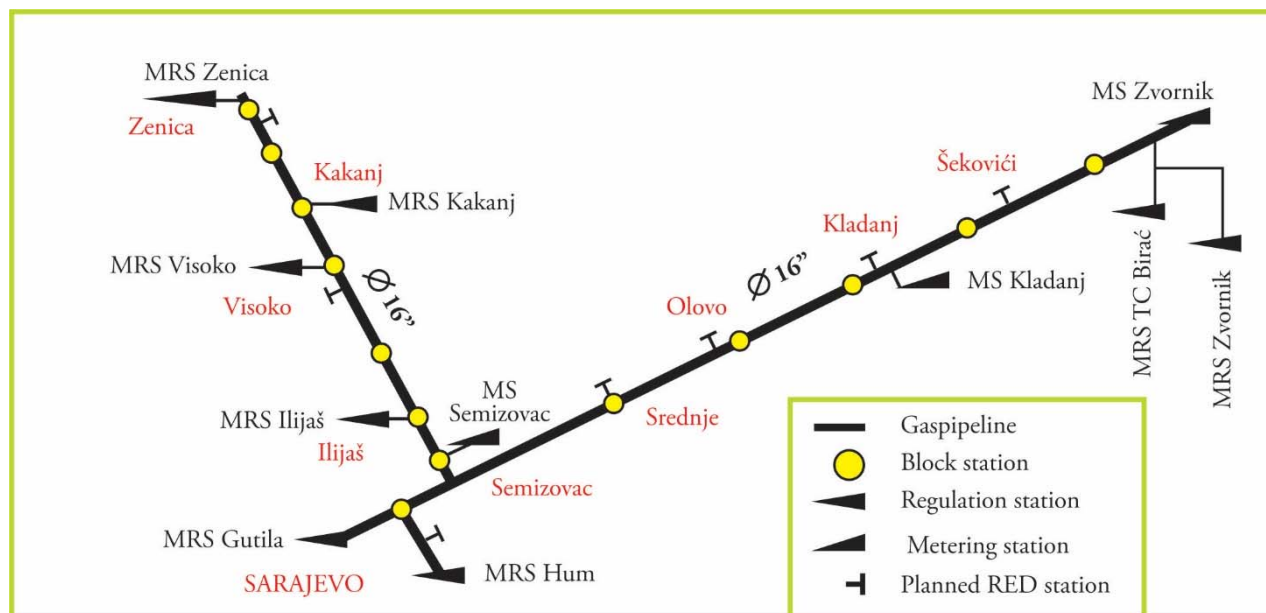 MRS Zenica
Zenica
Kakanj
MRS Kakanj
MRS Visoko
Visoko
Ø 16”
MRS Ilijaš
Ilijaš
MS
Semizovac
Semizovac
MRS Gutila
SARAJEVO
MRS Hum
Srednje
Olovo
Ø 16”
Kladanj
MS Kladanj
Šekovići
MS Zvornik
MRS TC Birać
MRS Zvornik
Gaspipeline
Block station
Regulation station
Metering station
Planned RED station